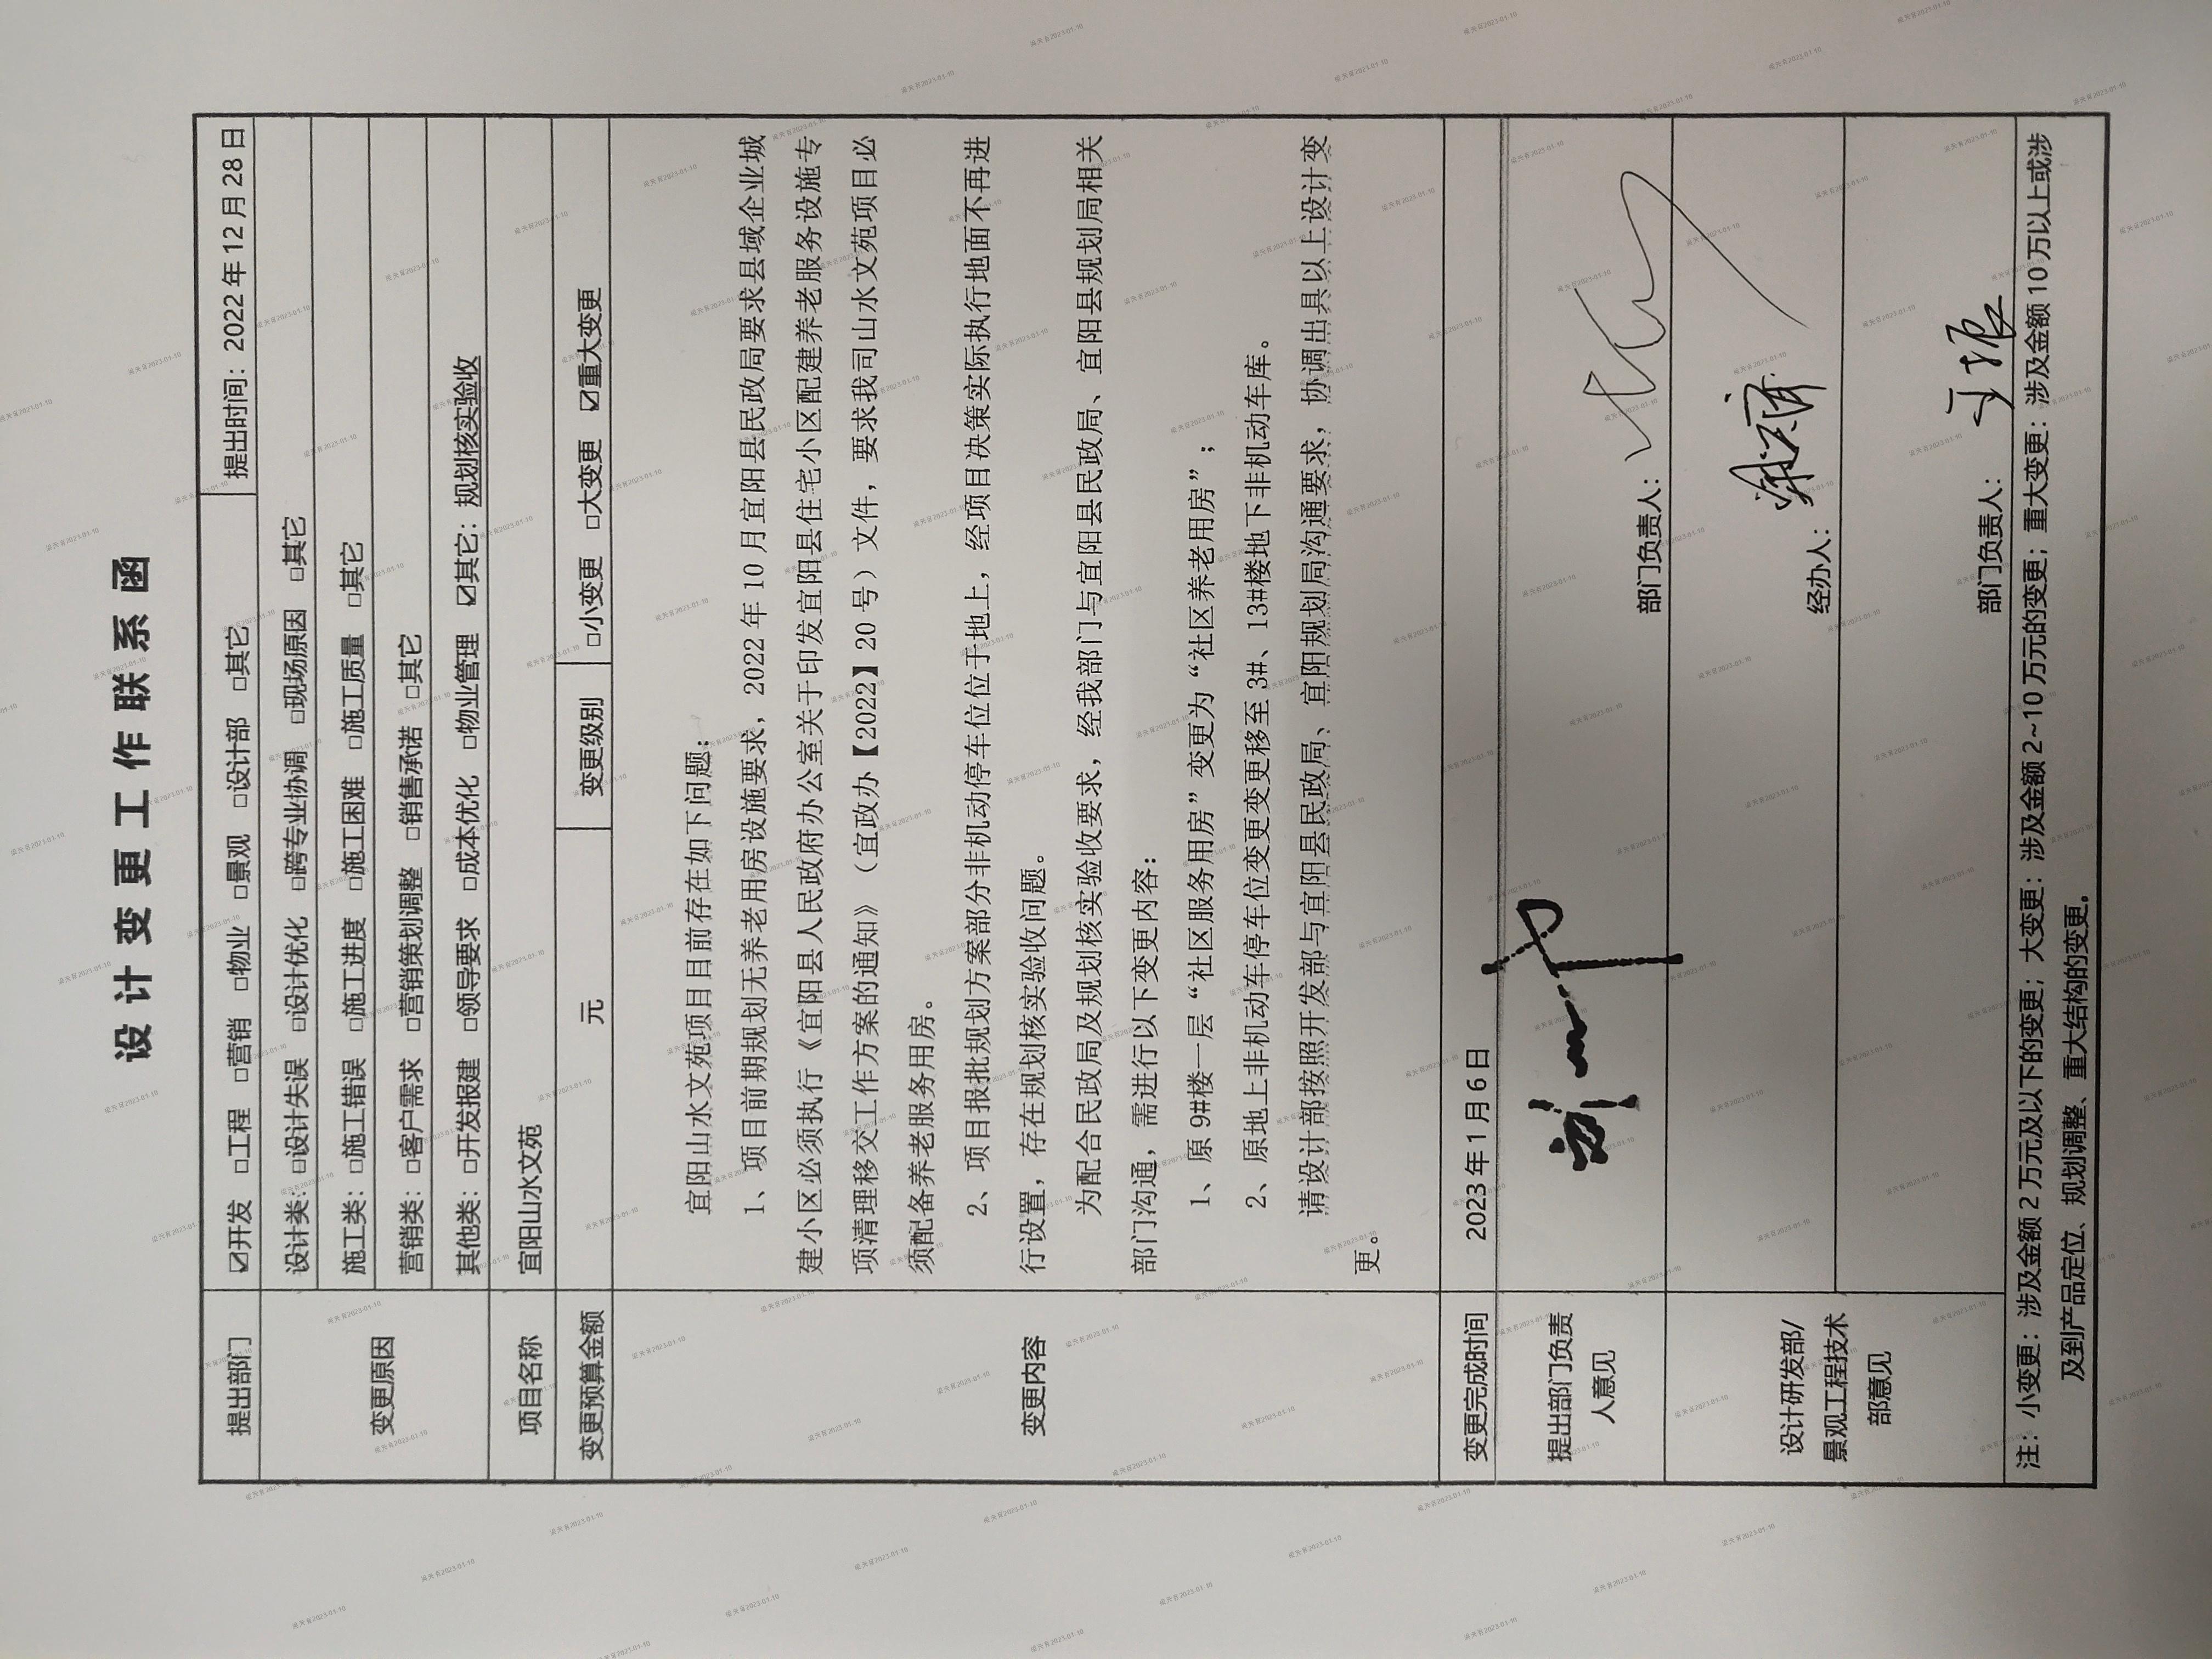 设计变更工作联系函
提出部门 ☑开发 □工程 □营销 □物业 □景观 □设计部 □其它 提出时间：2022年12月28日
变更原因
设计类：□设计失误 □设计优化 □跨专业协调 □现场原因 □其它
施工类：□施工错误 □施工进度 □施工困难 □施工质量 □其它
营销类：□客户需求 □营销策划调整 □销售承诺 □其它
其他类：□开发报建 □领导要求 □成本优化 □物业管理 ☑其它：规划核实验收
项目名称 宜阳山水文苑
变更预算金额 元 变更级别 □小变更 □大变更 ☑重大变更
变更内容
宜阳山水文苑项目目前存在如下问题：
1、项目前期规划无养老用房设施要求，2022年10月宜阳县民政局要求县域企业城
建小区必须执行《宜阳县人民政府办公室关于印发宜阳县住宅小区配建养老服务设施专
项清理移交工作方案的通知》（宜政办【2022】20号）文件，要求我司山水文苑项目必
须配备养老服务用房。
2、项目报批规划方案部分非机动停车位位于地上，经项目决策实际执行地面不再进
行设置，存在规划核实验收问题。
为配合民政局及规划核实验收要求，经我部门与宜阳县民政局、宜阳县规划局相关
部门沟通，需进行以下变更内容：
1、原9#楼一层“社区服务用房”变更为“社区养老用房”；
2、原地上非机动车停车位变更变更移至3#、13#楼地下非机动车库。
请设计部按照开发部与宜阳县民政局、宜阳规划局沟通要求，协调出具以上设计变
更。
变更完成时间 2023年1月6日
提出部门负责
人意见
部门负责人：
设计研发部/
景观工程技术
部意见
经办人：
部门负责人：
注：小变更：涉及金额2万元及以下的变更；大变更：涉及金额2~10万元的变更；重大变更：涉及金额10万以上或涉
及到产品定位、规划调整、重大结构的变更。